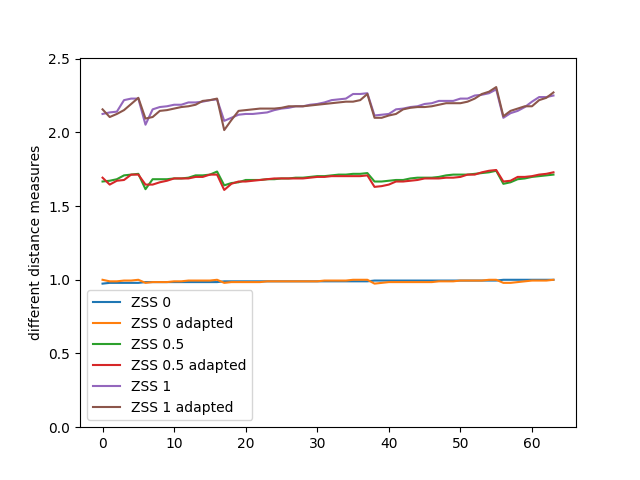 2.5
2.0
1.5
1.0
0.5
0.0
different distance measures
ZSS 0
ZSS 0 adapted
ZSS 0.5
ZSS 0.5 adapted
ZSS 1
ZSS 1 adapted
0 10 20 30 40 50 60